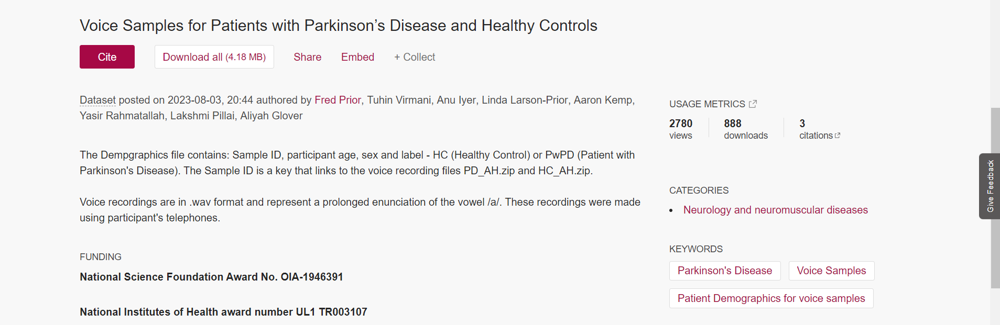 Voice Samples for Patients with Parkinson’s Disease and Healthy Controls
Cite
Download all (4.18 MB)
Share
Embed
+ Collect
Dataset posted on 2023-08-03, 20:44 authored by Fred Prior, Tuhin Virmani, Anu Iyer, Linda Larson-Prior, Aaron Kemp,
Yasir Rahmatallah, Lakshmi Pillai, Aliyah Glover
The Dempgraphics file contains: Sample ID, participant age, sex and label - HC (Healthy Control) or PwPD (Patient with
Parkinson's Disease). The Sample ID is a key that links to the voice recording files PD_AH.zip and HC_AH.zip.
Voice recordings are in .wav format and represent a prolonged enunciation of the vowel /a/. These recordings were made
using participant's telephones.
FUNDING
National Science Foundation Award No. OIA-1946391
National Institutes of Health award number UL1 TR003107
USAGE METRICS
2780
views
888
downloads
3
citations
CATEGORIES
• Neurology and neuromuscular diseases
KEYWORDS
Parkinson's Disease
Voice Samples
Patient Demographics for voice samples
Give Feedback